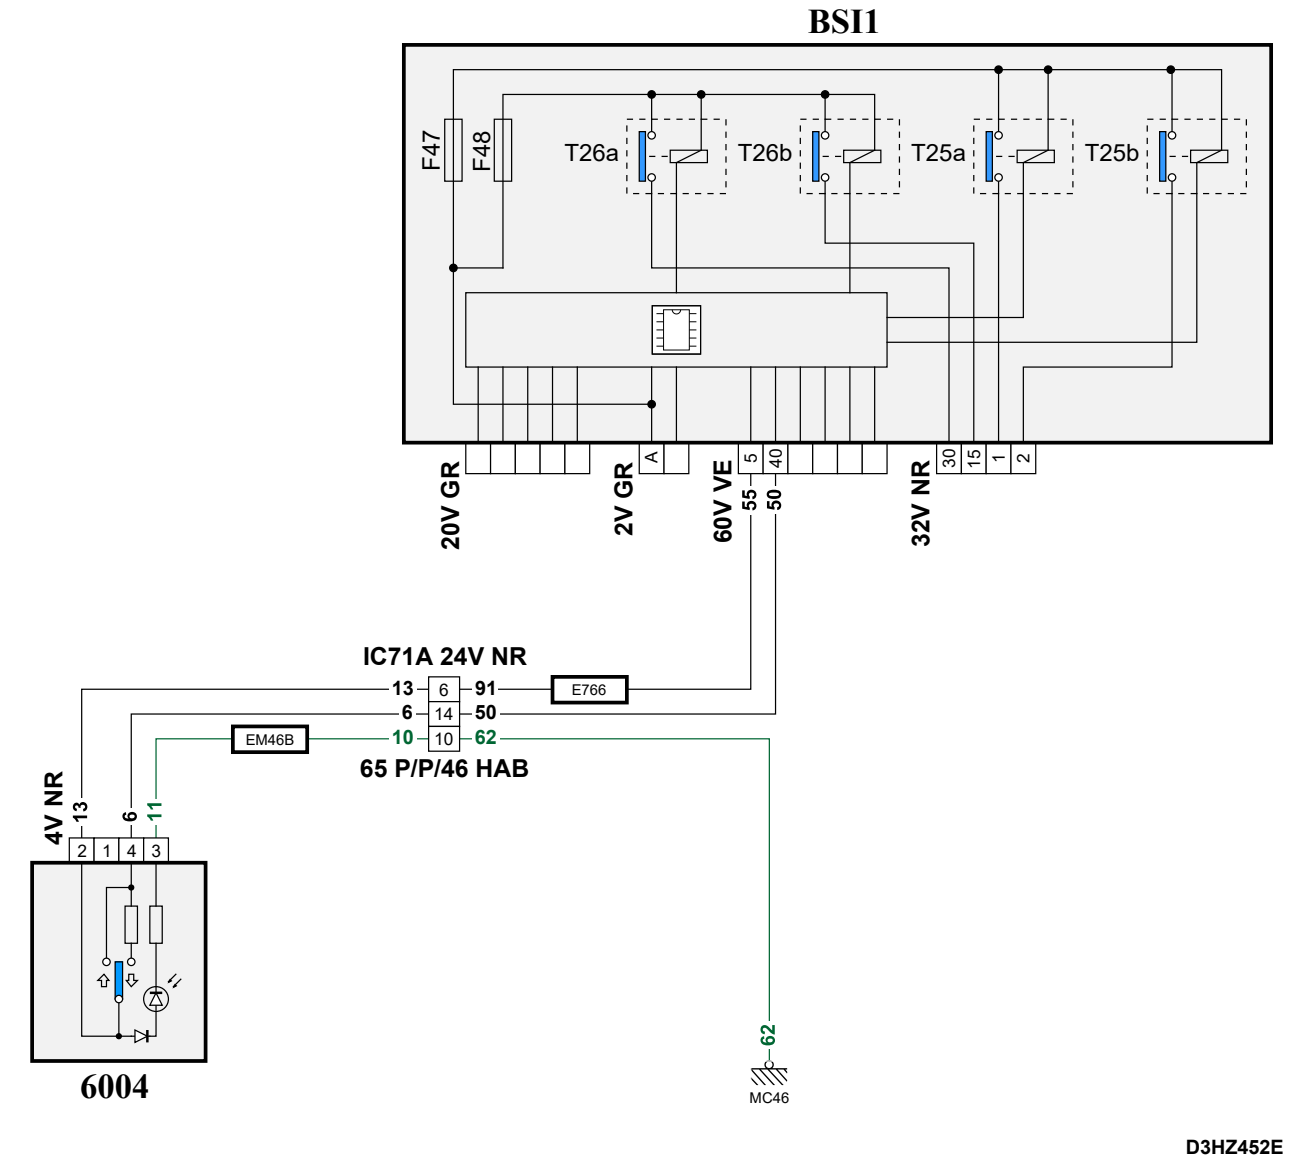 BSI1
F47
F48
T26a
T26b
T25a
T25b
20V GR
2V GR
A
60V VE
5
40
32V NR
30
15
1
2
55
50
IC71A 24V NR
13
6
91
E766
6
14
50
EM46B
10
10
62
65 P/P/46 HAB
4V NR
13
6
11
2
1
4
3
6004
62
MC46
D3HZ452E